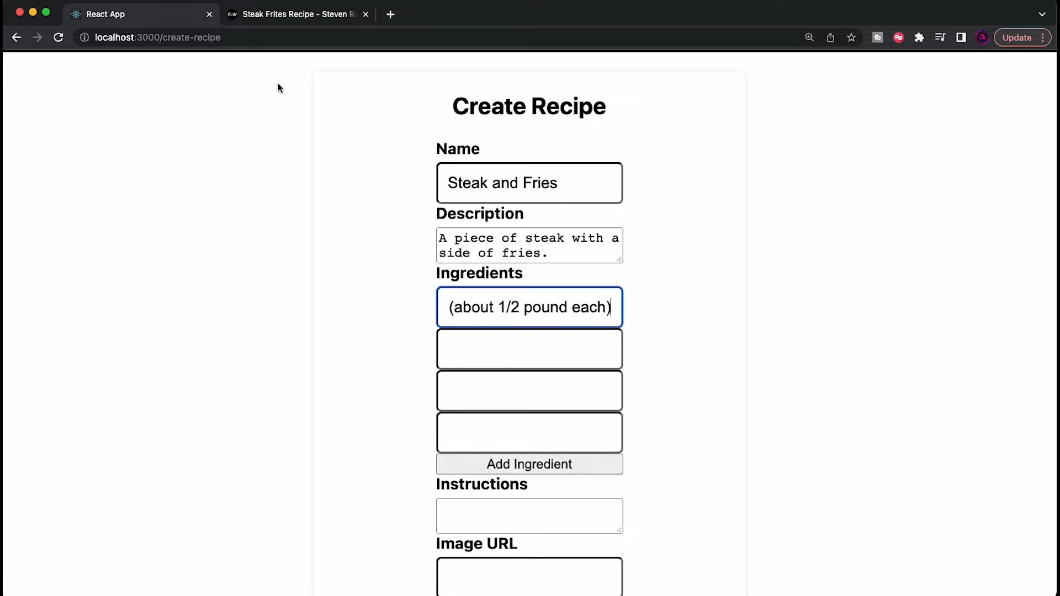 React App
Steak Frites Recipe - Steven R
localhost:3000/create-recipe
Update
Create Recipe
Name
Steak and Fries
Description
A piece of steak with a
side of fries.
Ingredients
(about 1/2 pound each)
Add Ingredient
Instructions
Image URL